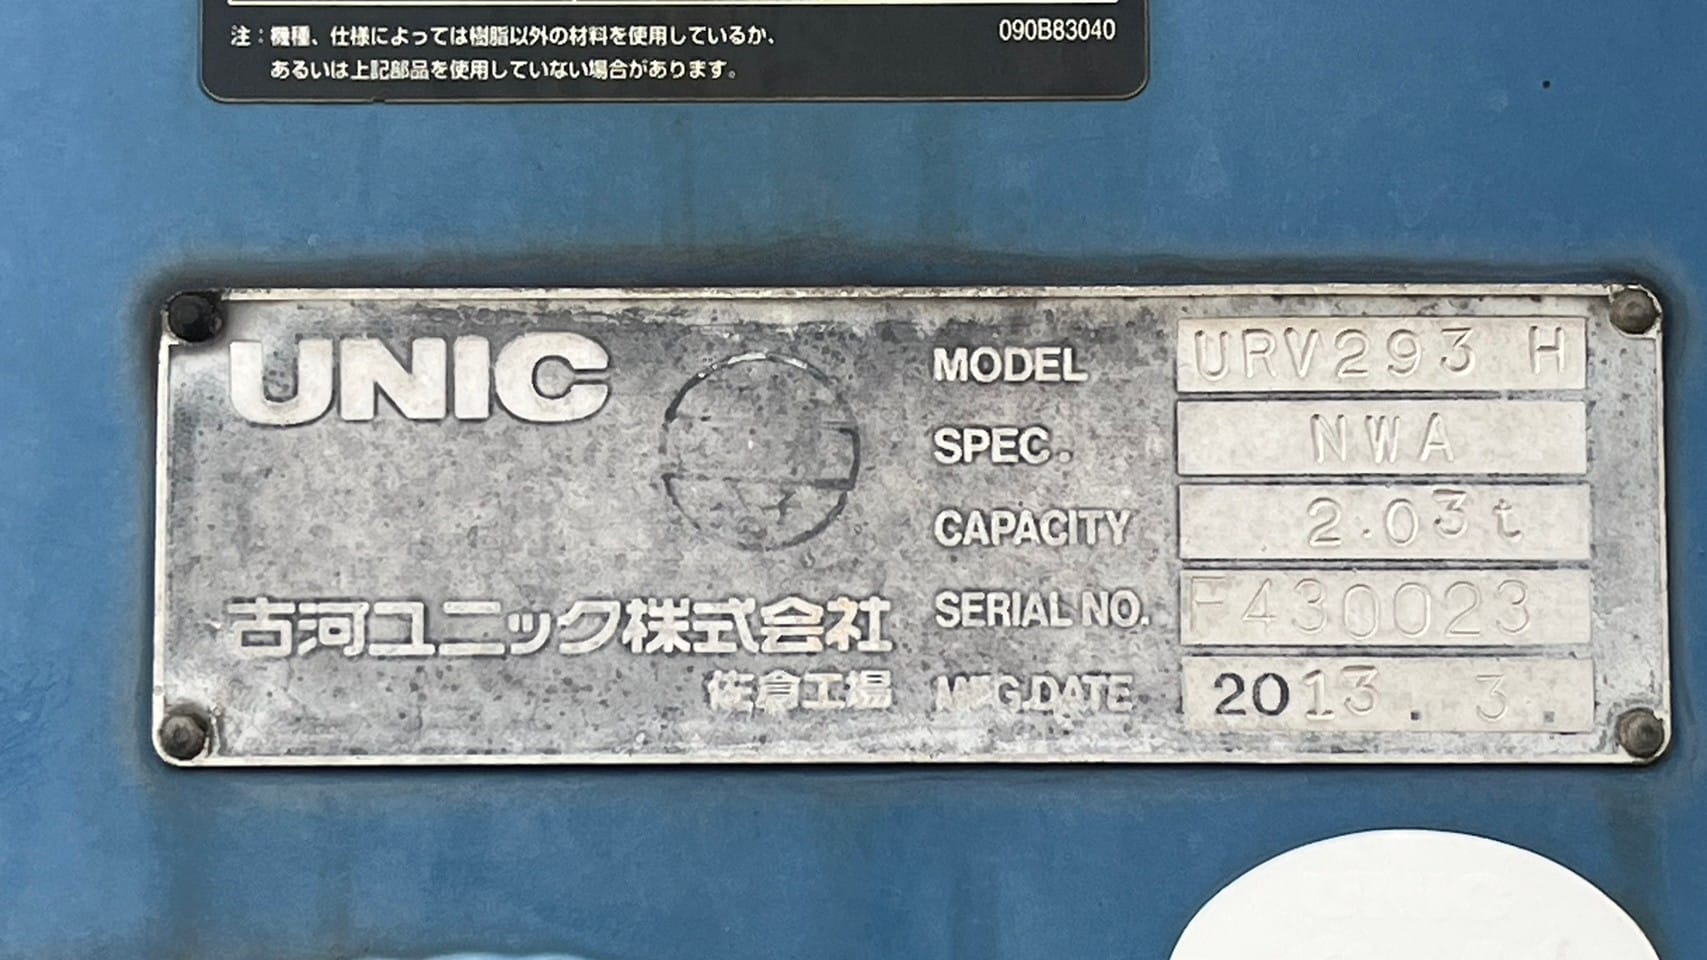 注：機種、仕様によっては樹脂以外の材料を使用しているか、
あるいは上記部品を使用していない場合があります。
090B83040
UNIC
古河ユニック株式会社
佐倉工場
MODEL URV293 H
SPEC. NWA
CAPACITY 2.03t
SERIAL NO. F430023
MFG.DATE 2013. 3.